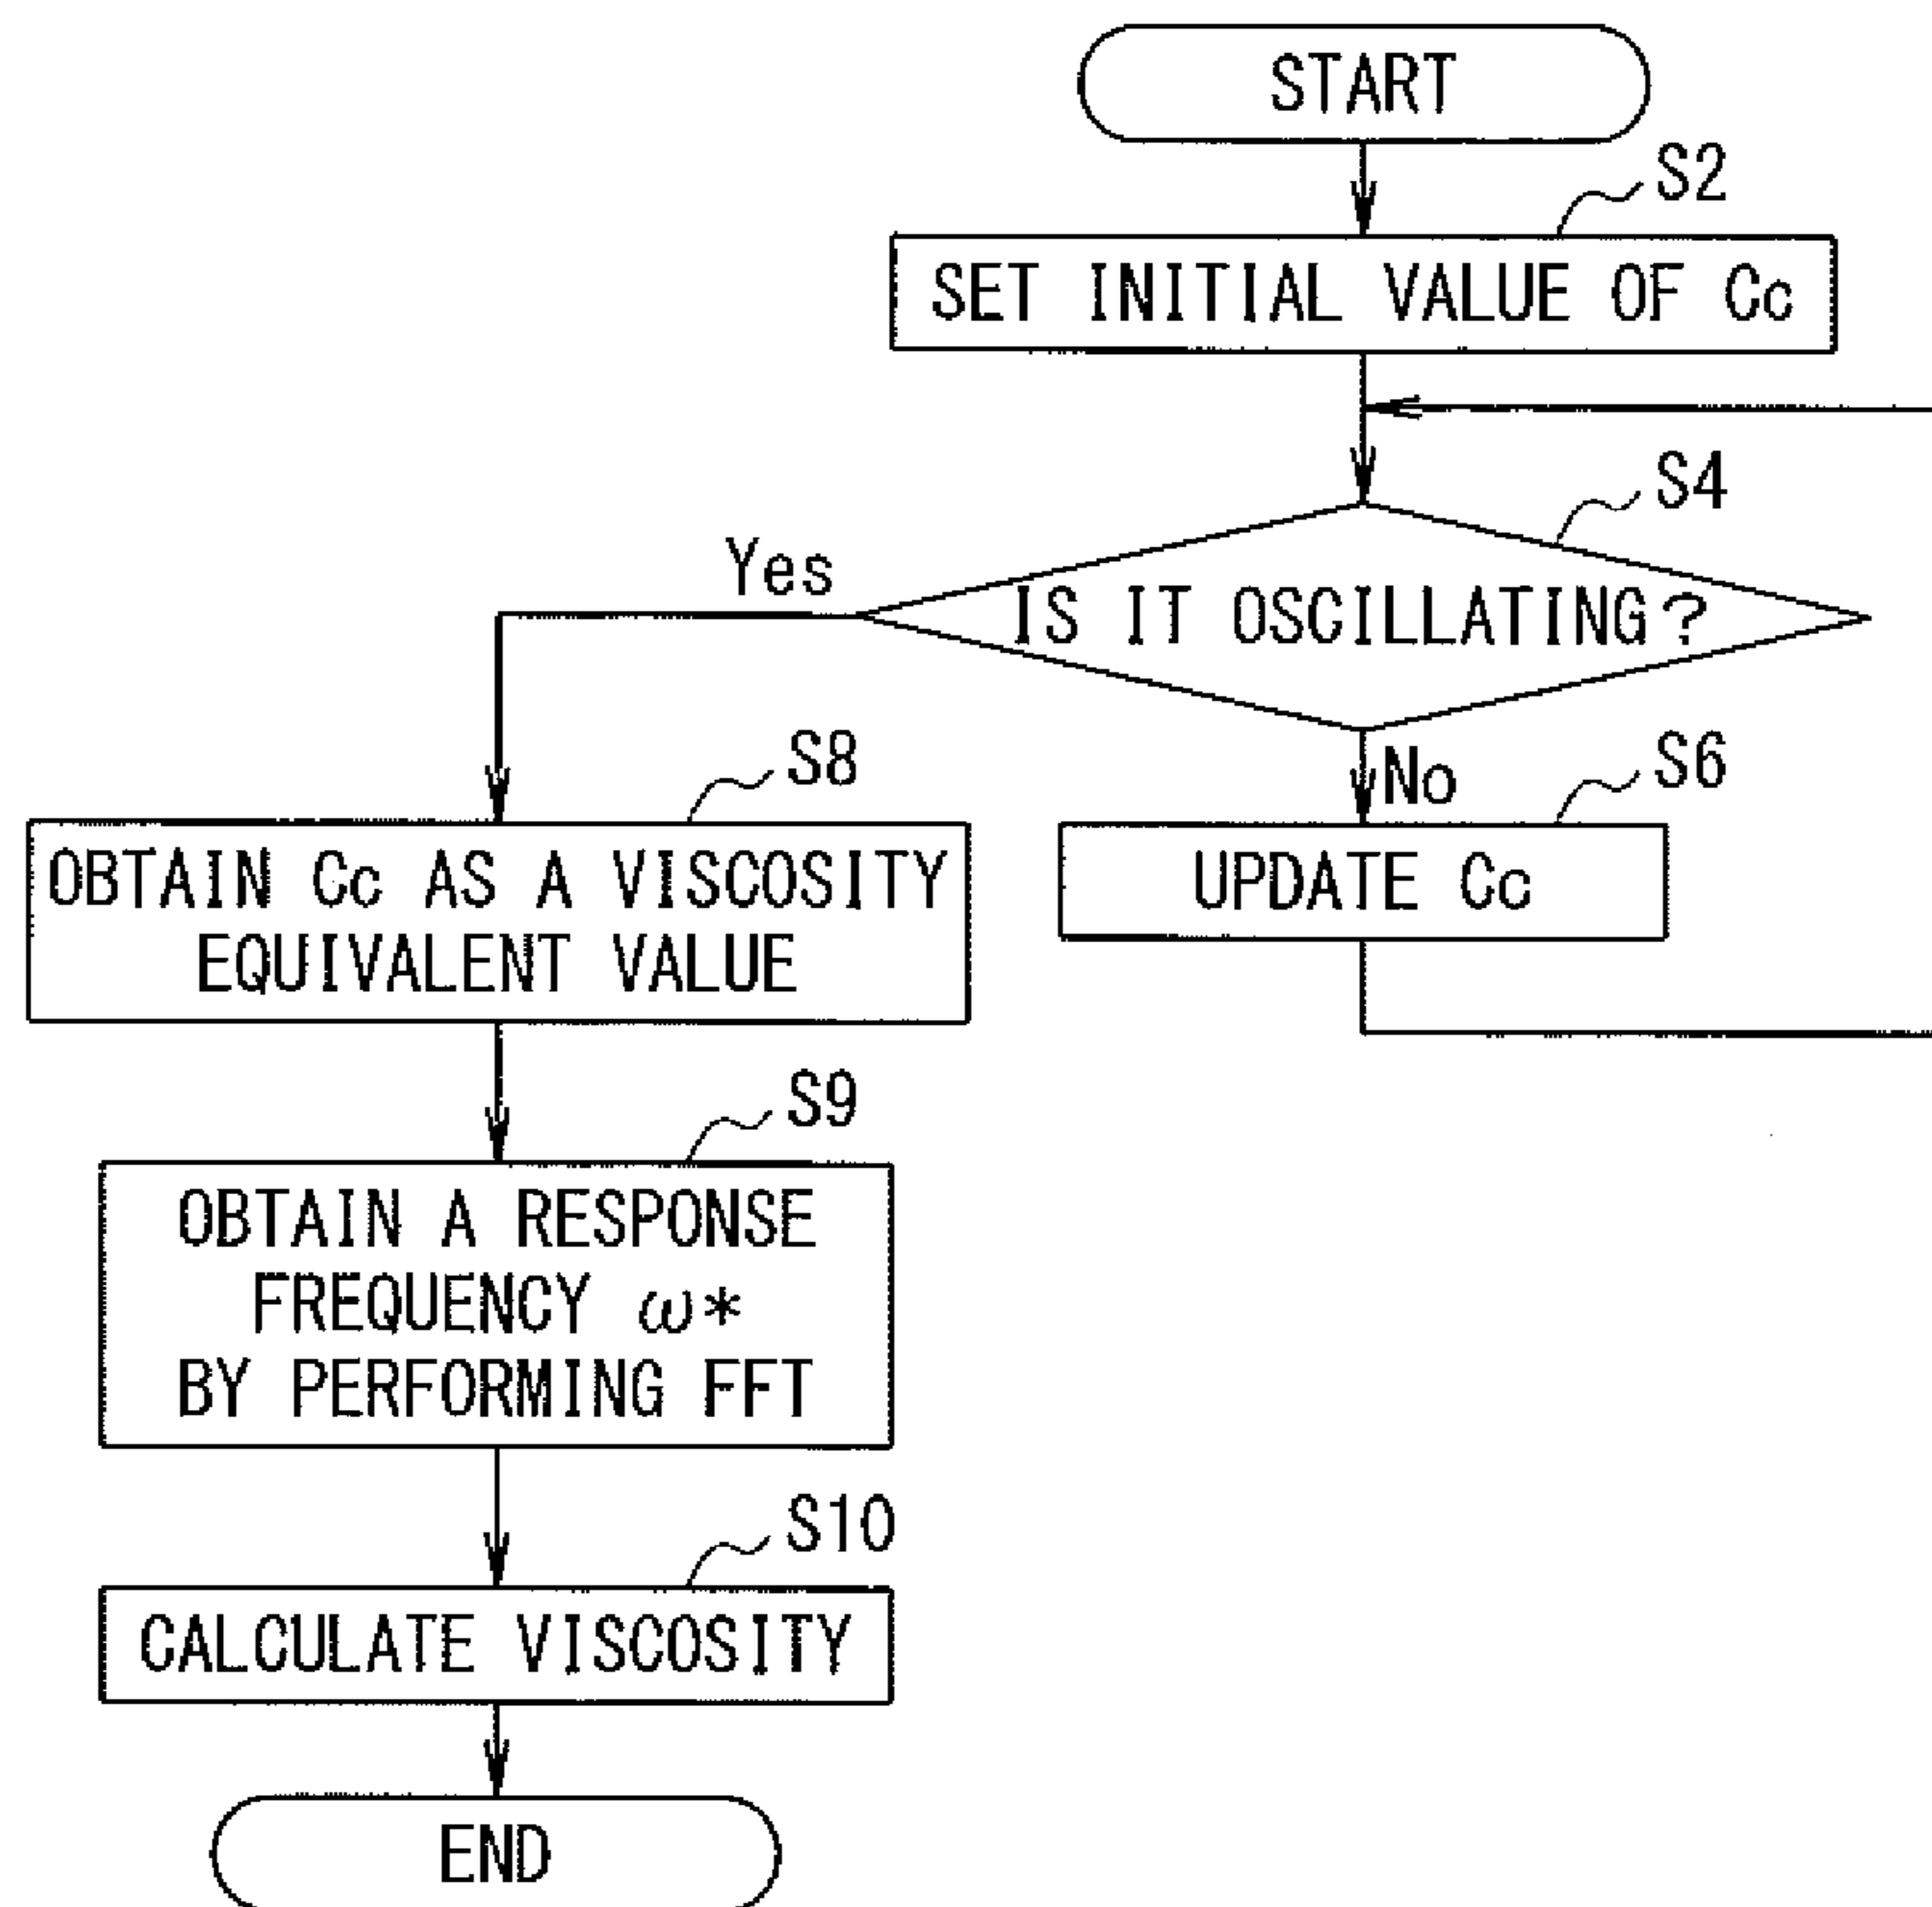 START
S2
SET INITIAL VALUE OF Cc
S4
IS IT OSCILLATING?
Yes
No
S6
UPDATE Cc
S8
OBTAIN Cc AS A VISCOSITY
EQUIVALENT VALUE
S9
OBTAIN A RESPONSE
FREQUENCY ω*
BY PERFORMING FFT
S10
CALCULATE VISCOSITY
END